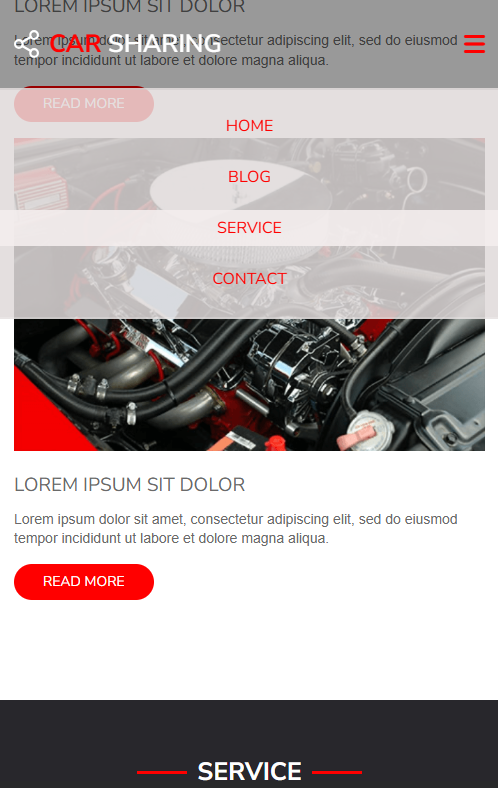 LOREM IPSUM SIT DOLOR
Lorem ipsum dolor sit amet, consectetur adipiscing elit, sed do eiusmod
CAR SHARING
tempor incididunt ut labore et dolore magna aliqua.
READ MORE
HOME
BLOG
SERVICE
CONTACT
LOREM IPSUM SIT DOLOR
Lorem ipsum dolor sit amet, consectetur adipiscing elit, sed do eiusmod
tempor incididunt ut labore et dolore magna aliqua.
READ MORE
SERVICE